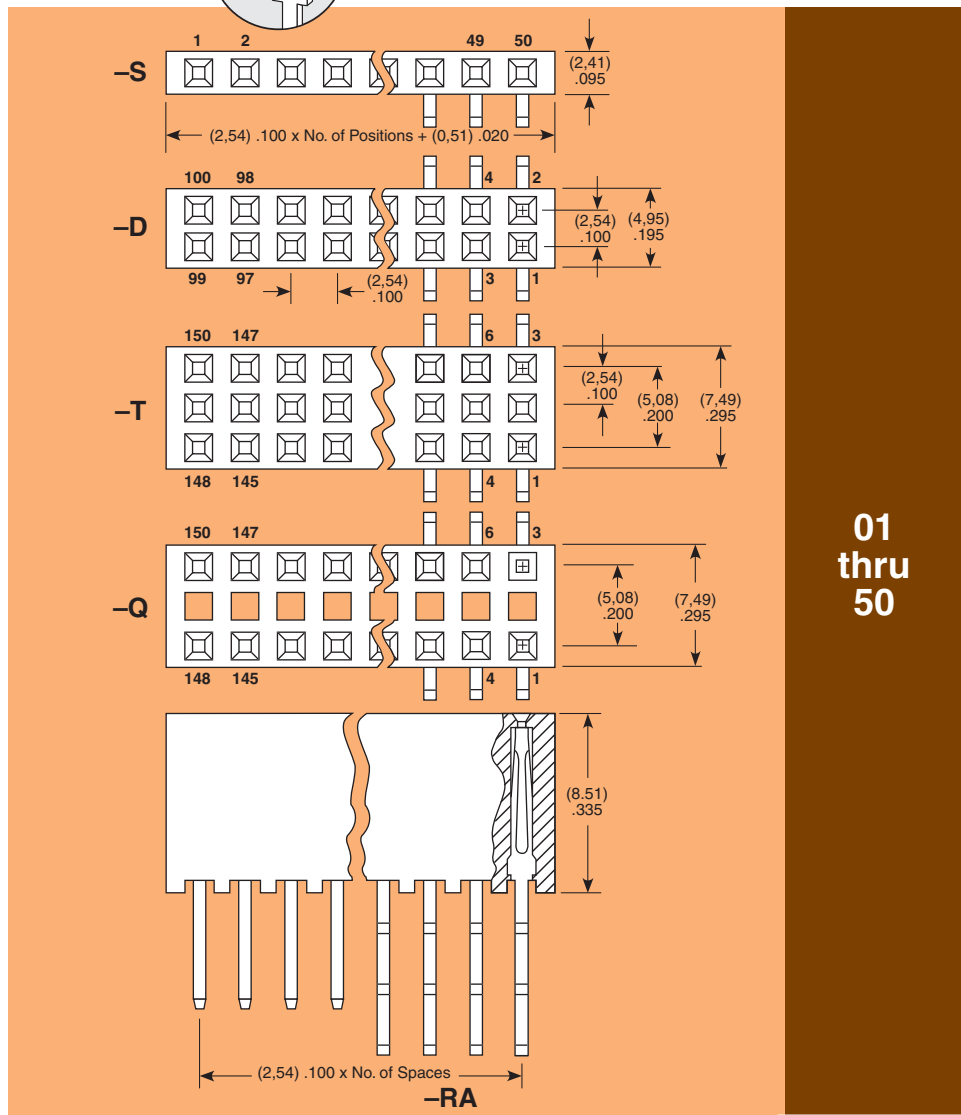 1 2 49 50
–S
(2,41)
.095
(2,54) .100 x No. of Positions + (0,51) .020
100 98 4 2
–D
(2,54)
.100
(4,95)
.195
99 97 3 1
(2,54)
.100
150 147 6 3
–T
(2,54)
.100
(5,08)
.200
(7,49)
.295
148 145 4 1
150 147 6 3
–Q
(5,08)
.200
(7,49)
.295
148 145 4 1
(8.51)
.335
(2,54) .100 x No. of Spaces
–RA
01
thru
50